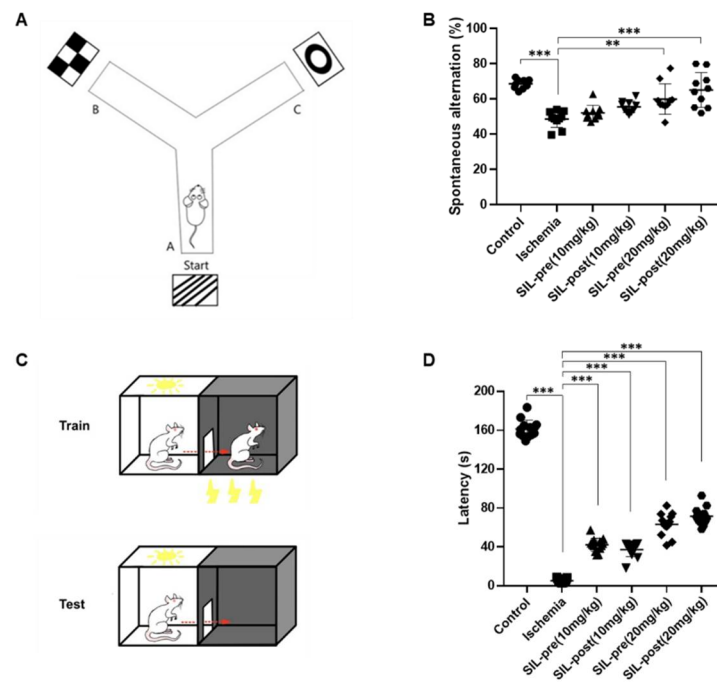 A
B
C
A
Start
B
Spontaneous alternation (%)
100
80
60
40
20
0
***
**
***
Control
Ischemia
SIL-pre(10mg/kg)
SIL-post(10mg/kg)
SIL-pre(20mg/kg)
SIL-post(20mg/kg)
C
Train
Test
D
Latency (s)
200
160
120
80
40
0
***
***
***
***
***
Control
Ischemia
SIL-pre(10mg/kg)
SIL-post(10mg/kg)
SIL-pre(20mg/kg)
SIL-post(20mg/kg)